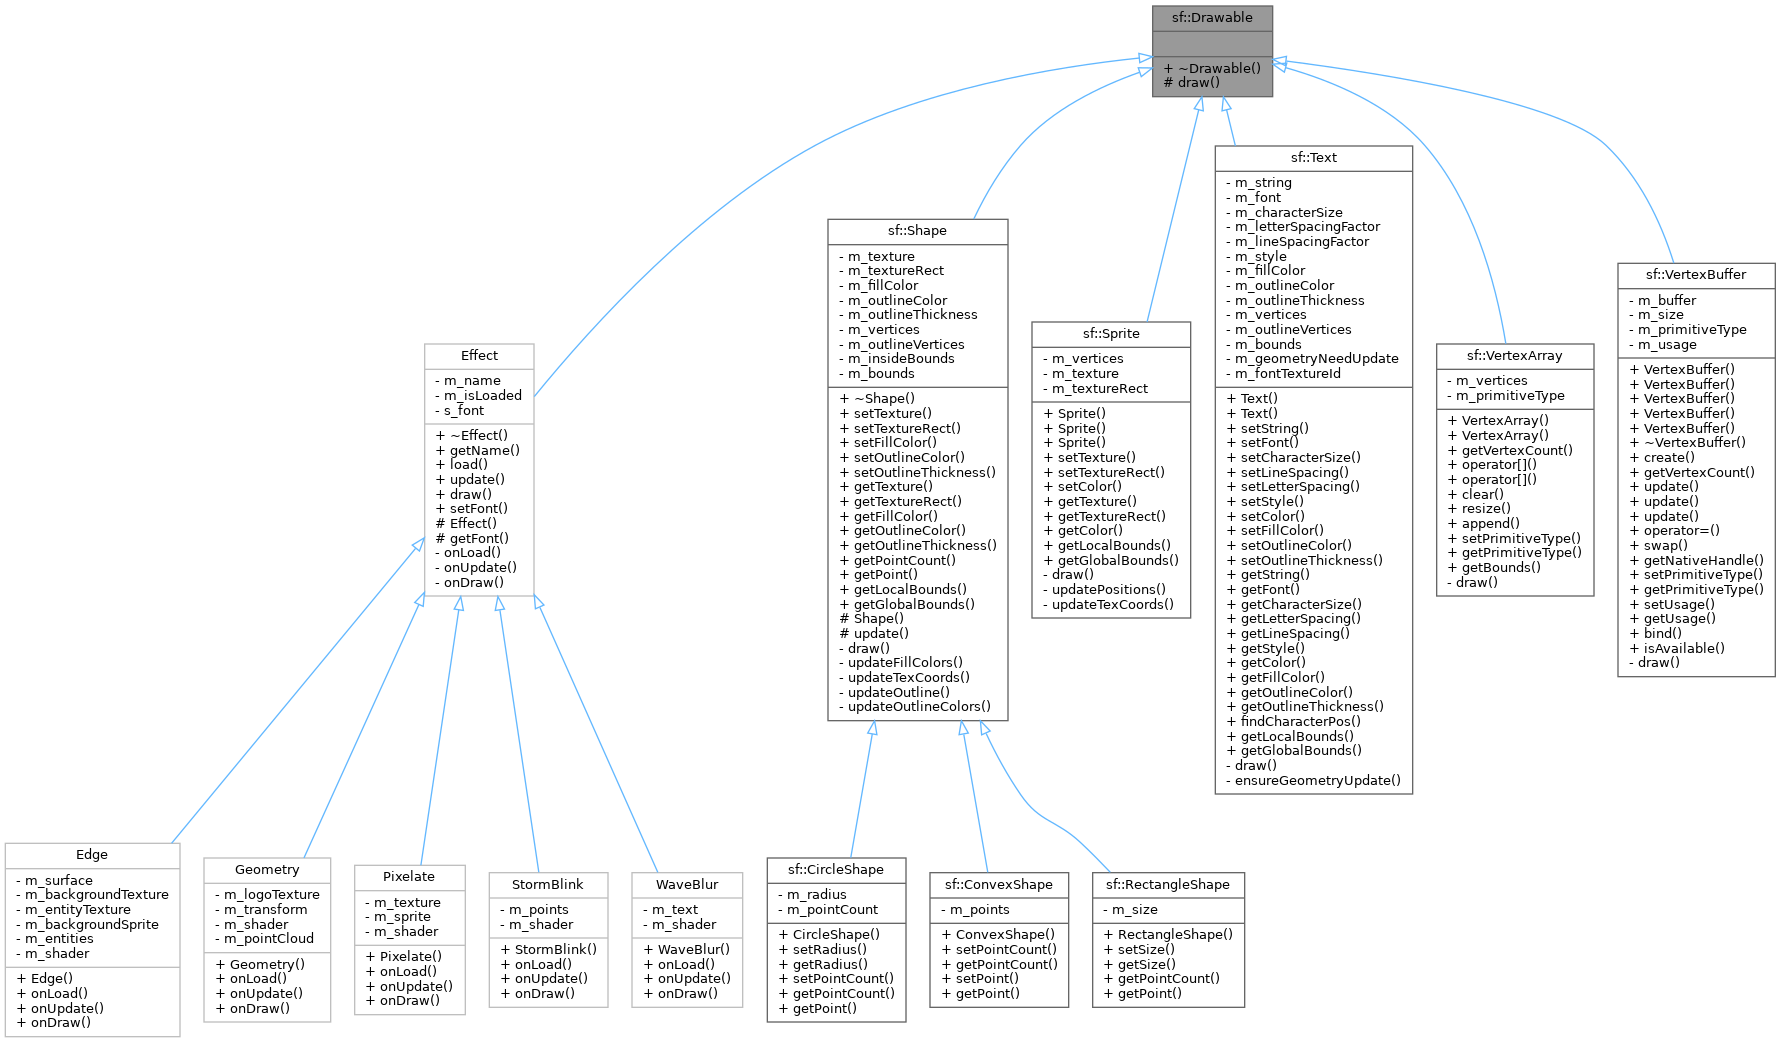 sf::Drawable
+ ~Drawable()
# draw()
Effect
- m_name
- m_isLoaded
- s_font
+ ~Effect()
+ getName()
+ load()
+ update()
+ draw()
+ setFont()
# Effect()
# getFont()
- onLoad()
- onUpdate()
- onDraw()
sf::Shape
- m_texture
- m_textureRect
- m_fillColor
- m_outlineColor
- m_outlineThickness
- m_vertices
- m_outlineVertices
- m_insideBounds
- m_bounds
+ ~Shape()
+ setTexture()
+ setTextureRect()
+ setFillColor()
+ setOutlineColor()
+ setOutlineThickness()
+ getTexture()
+ getTextureRect()
+ getFillColor()
+ getOutlineColor()
+ getOutlineThickness()
+ getPointCount()
+ getPoint()
+ getLocalBounds()
+ getGlobalBounds()
# Shape()
# update()
- draw()
- updateFillColors()
- updateTexCoords()
- updateOutline()
- updateOutlineColors()
sf::Sprite
- m_vertices
- m_texture
- m_textureRect
+ Sprite()
+ Sprite()
+ Sprite()
+ setTexture()
+ setTextureRect()
+ setColor()
+ getTexture()
+ getTextureRect()
+ getColor()
+ getLocalBounds()
+ getGlobalBounds()
- draw()
- updatePositions()
- updateTexCoords()
sf::Text
- m_string
- m_font
- m_characterSize
- m_letterSpacingFactor
- m_lineSpacingFactor
- m_style
- m_fillColor
- m_outlineColor
- m_outlineThickness
- m_vertices
- m_outlineVertices
- m_bounds
- m_geometryNeedUpdate
- m_fontTextureId
+ Text()
+ Text()
+ setString()
+ setFont()
+ setCharacterSize()
+ setLineSpacing()
+ setLetterSpacing()
+ setStyle()
+ setColor()
+ setFillColor()
+ setOutlineColor()
+ setOutlineThickness()
+ getString()
+ getFont()
+ getCharacterSize()
+ getLetterSpacing()
+ getLineSpacing()
+ getStyle()
+ getColor()
+ getFillColor()
+ getOutlineColor()
+ getOutlineThickness()
+ findCharacterPos()
+ getLocalBounds()
+ getGlobalBounds()
- draw()
- ensureGeometryUpdate()
sf::VertexArray
- m_vertices
- m_primitiveType
+ VertexArray()
+ VertexArray()
+ getVertexCount()
+ operator[]()
+ operator[]()
+ clear()
+ resize()
+ append()
+ setPrimitiveType()
+ getPrimitiveType()
+ getBounds()
- draw()
sf::VertexBuffer
- m_buffer
- m_size
- m_primitiveType
- m_usage
+ VertexBuffer()
+ VertexBuffer()
+ VertexBuffer()
+ VertexBuffer()
+ VertexBuffer()
+ ~VertexBuffer()
+ create()
+ getVertexCount()
+ update()
+ update()
+ update()
+ operator=()
+ swap()
+ getNativeHandle()
+ setPrimitiveType()
+ getPrimitiveType()
+ setUsage()
+ getUsage()
+ bind()
+ isAvailable()
- draw()
Edge
- m_surface
- m_backgroundTexture
- m_entityTexture
- m_backgroundSprite
- m_entities
- m_shader
+ Edge()
+ onLoad()
+ onUpdate()
+ onDraw()
Geometry
- m_logoTexture
- m_transform
- m_shader
- m_pointCloud
+ Geometry()
+ onLoad()
+ onUpdate()
+ onDraw()
Pixelate
- m_texture
- m_sprite
- m_shader
+ Pixelate()
+ onLoad()
+ onUpdate()
+ onDraw()
StormBlink
- m_points
- m_shader
+ StormBlink()
+ onLoad()
+ onUpdate()
+ onDraw()
WaveBlur
- m_text
- m_shader
+ WaveBlur()
+ onLoad()
+ onUpdate()
+ onDraw()
sf::CircleShape
- m_radius
- m_pointCount
+ CircleShape()
+ setRadius()
+ getRadius()
+ setPointCount()
+ getPointCount()
+ getPoint()
sf::ConvexShape
- m_points
+ ConvexShape()
+ setPointCount()
+ getPointCount()
+ setPoint()
+ getPoint()
sf::RectangleShape
- m_size
+ RectangleShape()
+ setSize()
+ getSize()
+ getPointCount()
+ getPoint()